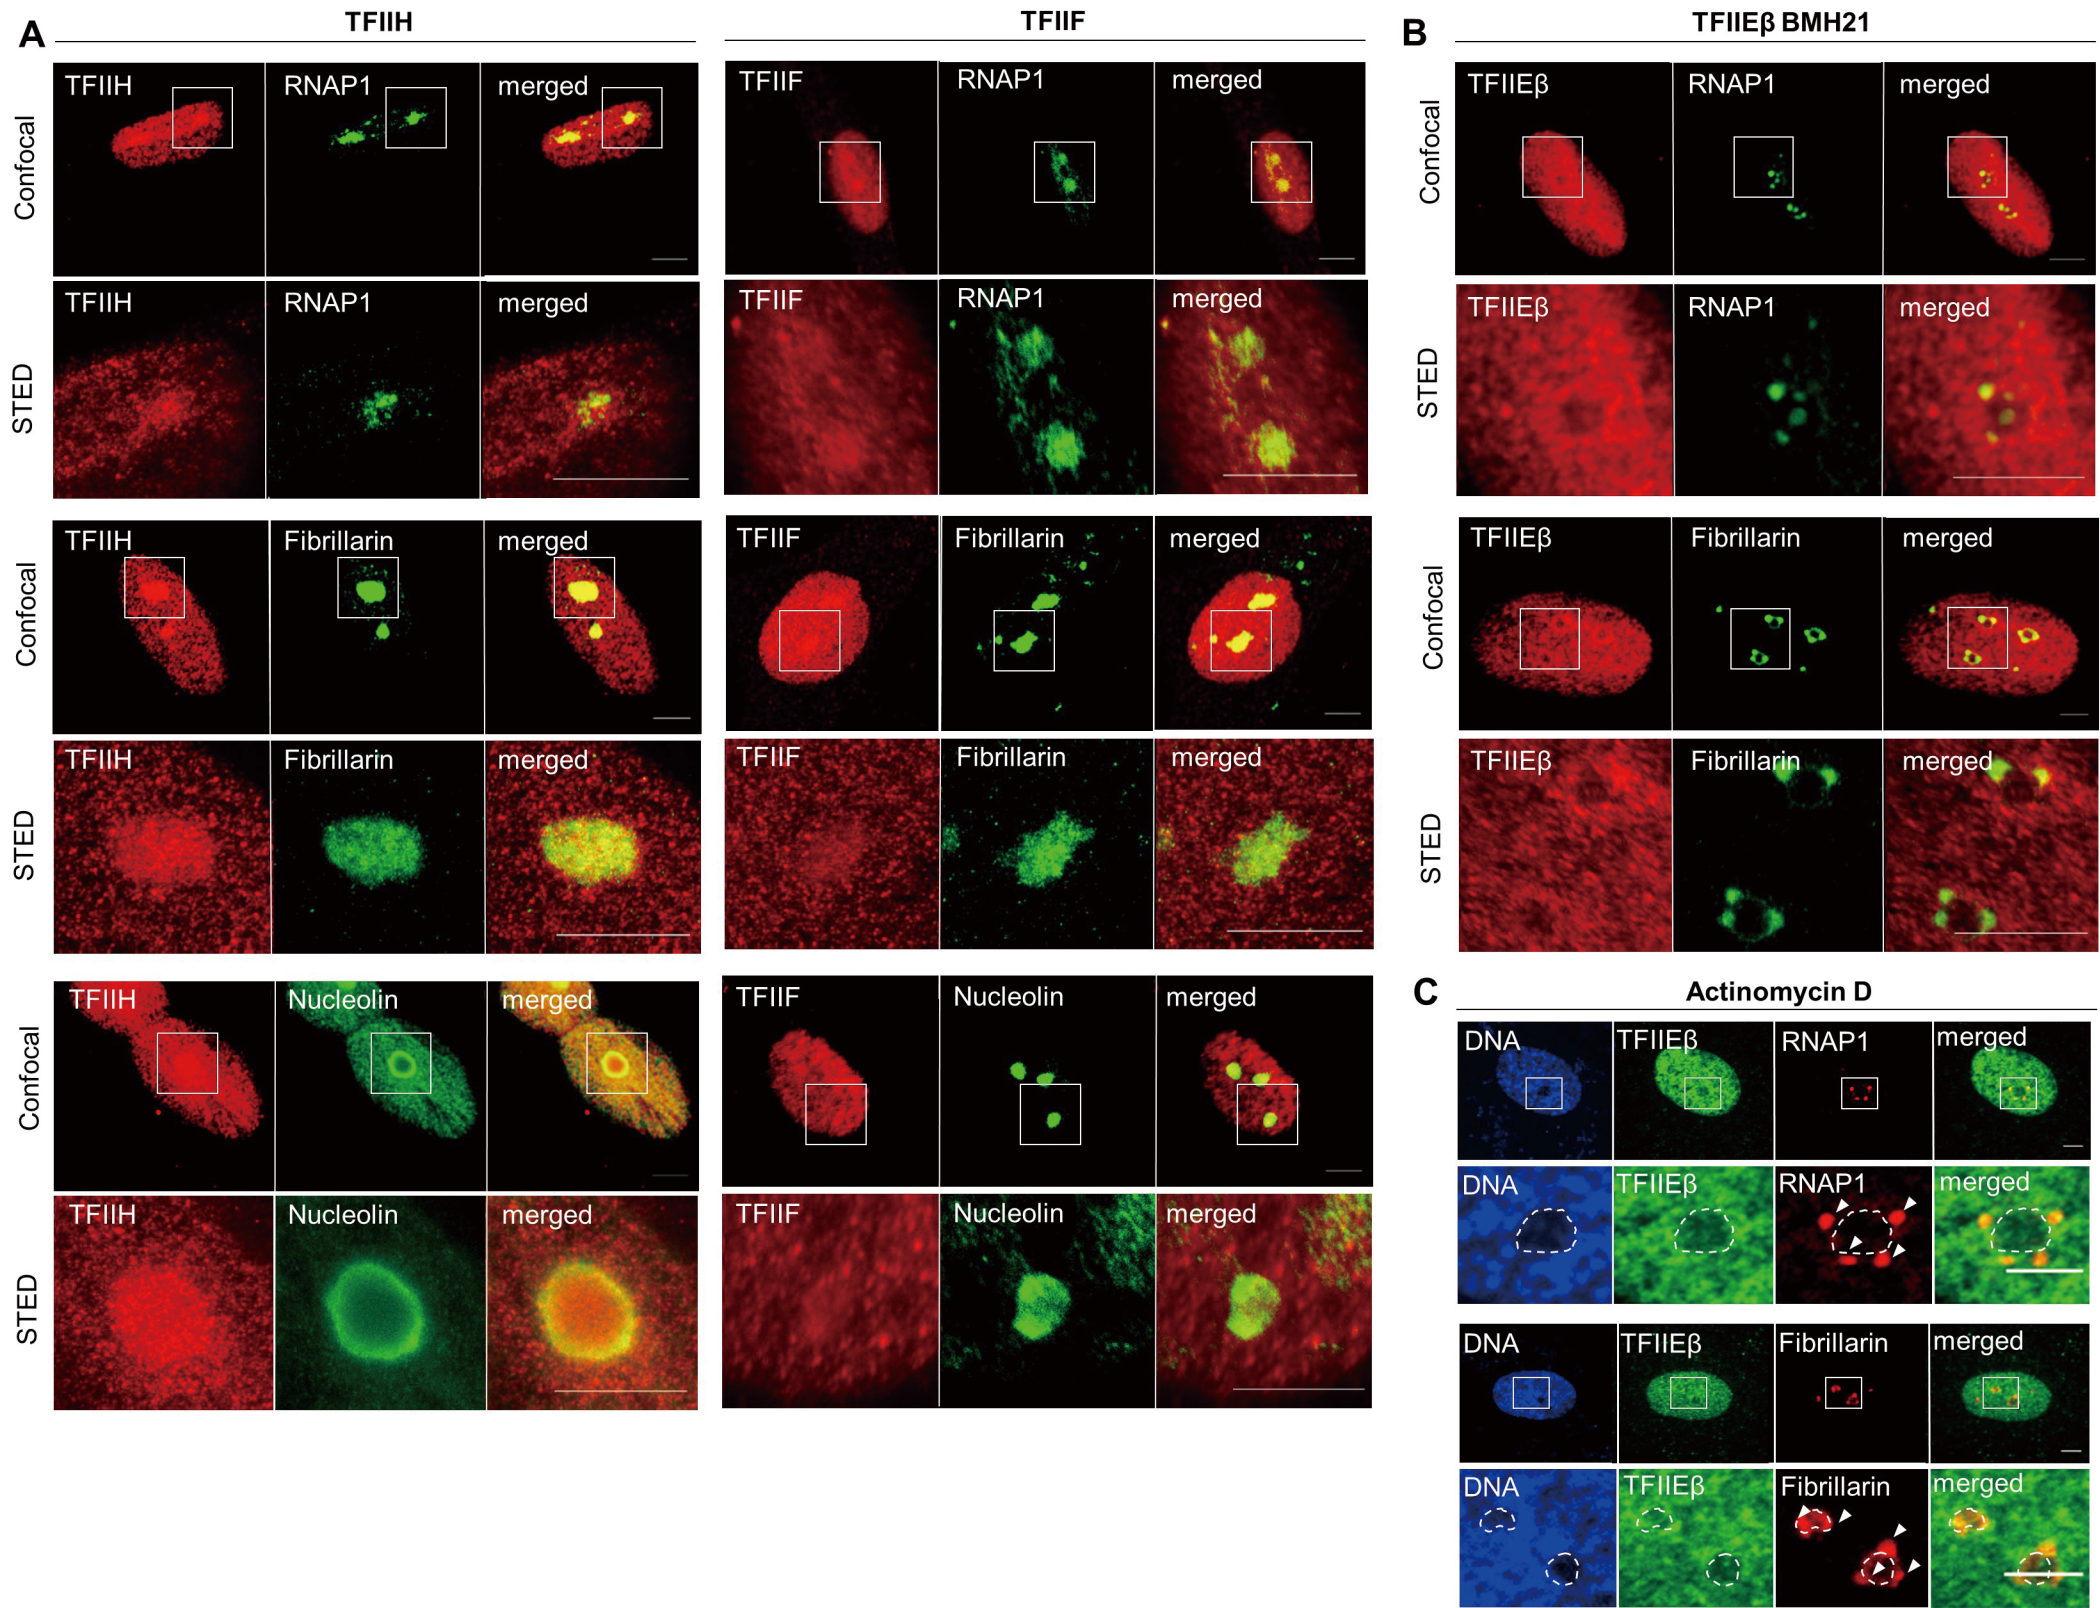 A
TFIIH
TFIIF
Confocal
TFIIH RNAP1 merged
TFIIF RNAP1 merged
STED
TFIIH RNAP1 merged
TFIIF RNAP1 merged
Confocal
TFIIH Fibrillarin merged
TFIIF Fibrillarin merged
STED
TFIIH Fibrillarin merged
TFIIF Fibrillarin merged
Confocal
TFIIH Nucleolin merged
TFIIF Nucleolin merged
STED
TFIIH Nucleolin merged
TFIIF Nucleolin merged
B
TFIIEβ BMH21
Confocal
TFIIEβ RNAP1 merged
STED
TFIIEβ RNAP1 merged
Confocal
TFIIEβ Fibrillarin merged
STED
TFIIEβ Fibrillarin merged
C
Actinomycin D
DNA TFIIEβ RNAP1 merged
DNA TFIIEβ RNAP1 merged
DNA TFIIEβ Fibrillarin merged
DNA TFIIEβ Fibrillarin merged